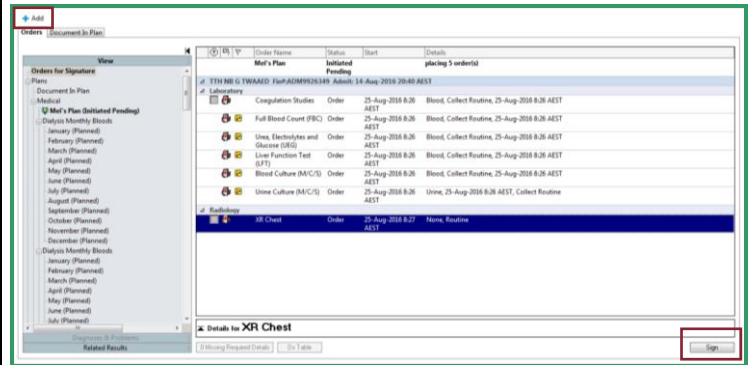 Add
Orders Document In Plan
View
Orders for Signature
Plans
Document In Plan
Medical
Mel's Plan (Initiated Pending)
Dialysis Monthly Bloods
January (Planned)
February (Planned)
March (Planned)
April (Planned)
May (Planned)
June (Planned)
July (Planned)
August (Planned)
September (Planned)
October (Planned)
November (Planned)
December (Planned)
Dialysis Monthly Bloods
January (Planned)
February (Planned)
March (Planned)
April (Planned)
May (Planned)
June (Planned)
July (Planned)
Diagnoses & Problems
Related Results
Order Name Status Start Details
Mel's Plan Initiated Pending placing 5 order(s)
TTH NB G TWAAED Fin#:ADM9926349 Admit: 14-Aug-2016 20:40 AEST
Laboratory
Coagulation Studies Order 25-Aug-2016 8:26 AEST Blood, Collect Routine, 25-Aug-2016 8:26 AEST
Full Blood Count (FBC) Order 25-Aug-2016 8:26 AEST Blood, Collect Routine, 25-Aug-2016 8:26 AEST
Urea, Electrolytes and Glucose (UEG) Order 25-Aug-2016 8:26 AEST Blood, Collect Routine, 25-Aug-2016 8:26 AEST
Liver Function Test (LFT) Order 25-Aug-2016 8:26 AEST Blood, Collect Routine, 25-Aug-2016 8:26 AEST
Blood Culture (M/C/S) Order 25-Aug-2016 8:26 AEST Blood, Collect Routine, 25-Aug-2016 8:26 AEST
Urine Culture (M/C/S) Order 25-Aug-2016 8:26 AEST Urine, 25-Aug-2016 8:26 AEST, Collect Routine
Radiology
XR Chest Order 25-Aug-2016 8:27 AEST None, Routine
Details for XR Chest
0 Missing Required Details Dx Table Sign